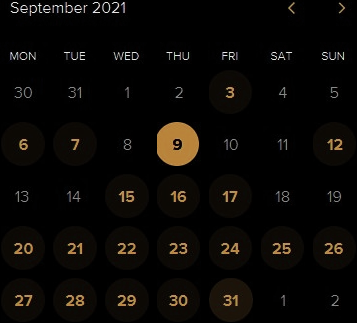 September 2021
MON TUE WED THU FRI SAT SUN
30 31 1 2 3 4 5
6 7 8 9 10 11 12
13 14 15 16 17 18 19
20 21 22 23 24 25 26
27 28 29 30 31 1 2